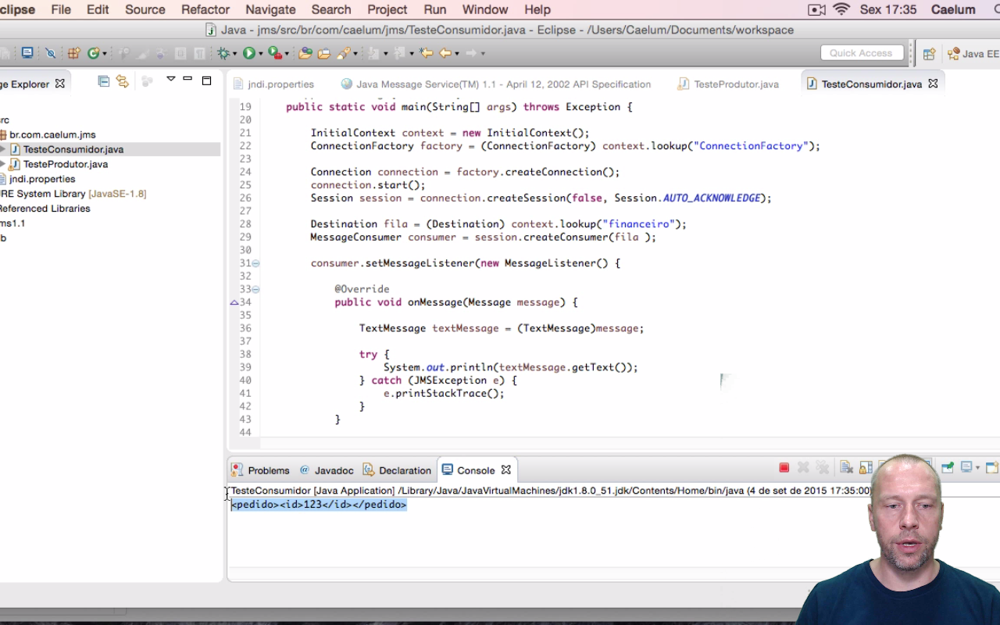 clipse File Edit Source Refactor Navigate Search Project Run Window Help Sex 17:35 Caelum
Java - jms/src/br/com/caelum/jms/TesteConsumidor.java - Eclipse - /Users/Caelum/Documents/workspace
Quick Access Java EE
ge Explorer
rc
br.com.caelum.jms
TesteConsumidor.java
TesteProdutor.java
jndi.properties
RE System Library [JavaSE-1.8]
Referenced Libraries
ms1.1
b
jndi.properties Java Message Service(TM) 1.1 - April 12, 2002 API Specification TesteProdutor.java TesteConsumidor.java
19 public static void main(String[] args) throws Exception {
20
21 InitialContext context = new InitialContext();
22 ConnectionFactory factory = (ConnectionFactory) context.lookup("ConnectionFactory");
23
24 Connection connection = factory.createConnection();
25 connection.start();
26 Session session = connection.createSession(false, Session.AUTO_ACKNOWLEDGE);
27
28 Destination fila = (Destination) context.lookup("financeiro");
29 MessageConsumer consumer = session.createConsumer(fila );
30
31 consumer.setMessageListener(new MessageListener() {
32
33 @Override
34 public void onMessage(Message message) {
35
36 TextMessage textMessage = (TextMessage)message;
37
38 try {
39 System.out.println(textMessage.getText());
40 } catch (JMSException e) {
41 e.printStackTrace();
42 }
43 }
44
Problems Javadoc Declaration Console
TesteConsumidor [Java Application] /Library/Java/JavaVirtualMachines/jdk1.8.0_51.jdk/Contents/Home/bin/java (4 de set de 2015 17:35:00)
<pedido><id>123</id></pedido>